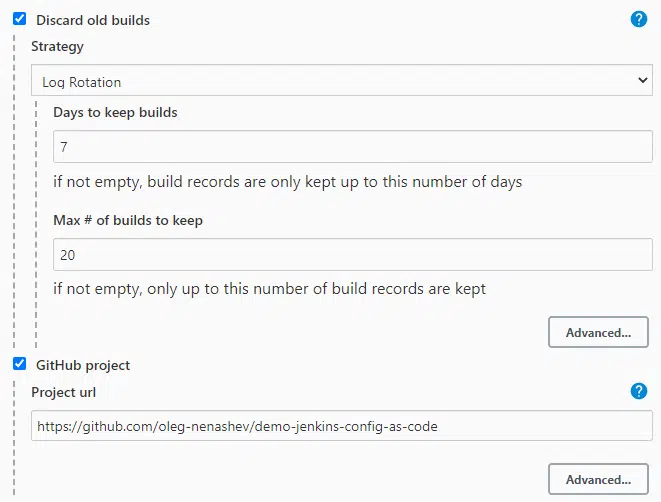 Discard old builds
?
Strategy
Log Rotation
Days to keep builds
7
if not empty, build records are only kept up to this number of days
Max # of builds to keep
20
if not empty, only up to this number of build records are kept
Advanced...
GitHub project
Project url
?
https://github.com/oleg-nenashev/demo-jenkins-config-as-code
Advanced...